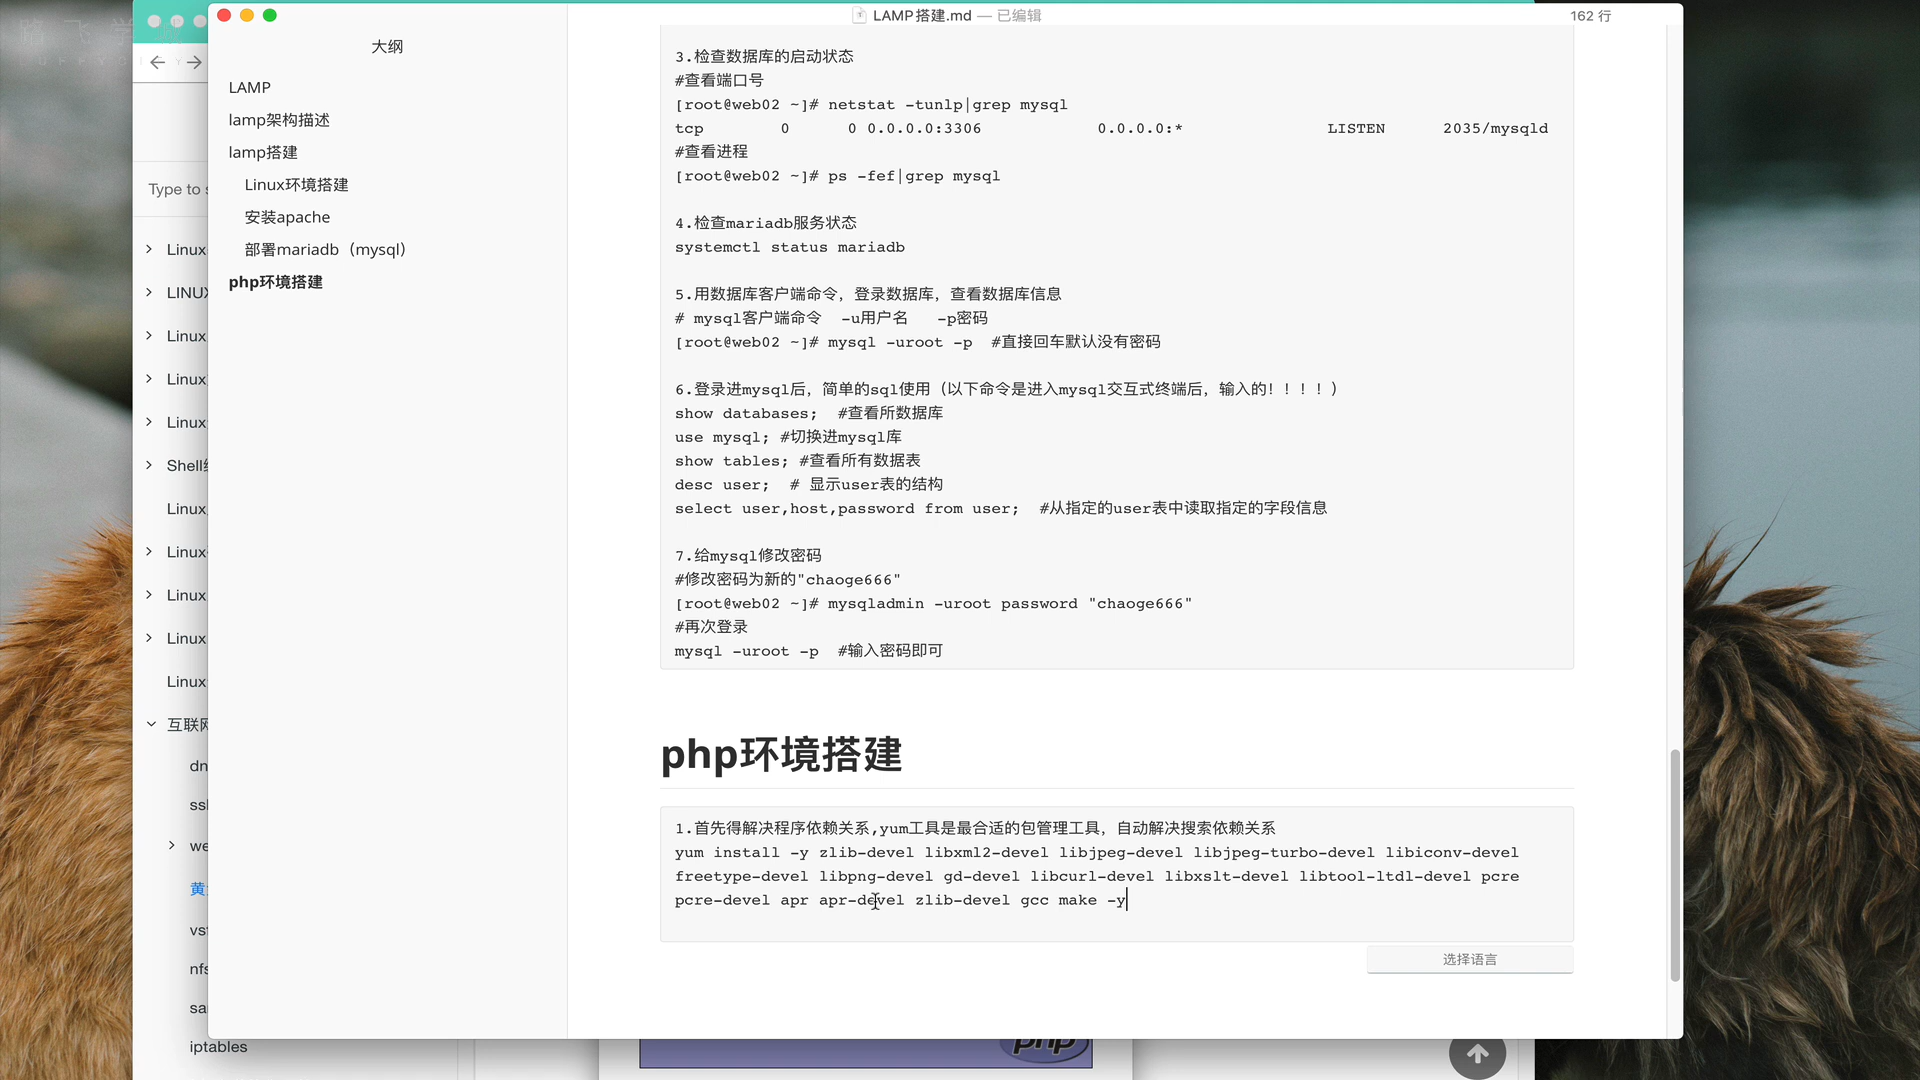 LAMP搭建.md — 已编辑
162 行
大纲
LAMP
lamp架构描述
lamp搭建
Linux环境搭建
安装apache
部署mariadb（mysql）
php环境搭建
Type to s
Linux
LINUX
Linux
Linux
Linux
Shell
Linux
Linux
Linux
Linux
Linux
互联网
dn
ssl
we
黄
vs
nfs
sa
iptables
3.检查数据库的启动状态
#查看端口号
[root@web02 ~]# netstat -tunlp|grep mysql
tcp        0      0 0.0.0.0:3306            0.0.0.0:*               LISTEN      2035/mysqld
#查看进程
[root@web02 ~]# ps -fef|grep mysql
4.检查mariadb服务状态
systemctl status mariadb
5.用数据库客户端命令，登录数据库，查看数据库信息
# mysql客户端命令  -u用户名   -p密码
[root@web02 ~]# mysql -uroot -p  #直接回车默认没有密码
6.登录进mysql后，简单的sql使用（以下命令是进入mysql交互式终端后，输入的！！！！）
show databases;  #查看所数据库
use mysql; #切换进mysql库
show tables; #查看所有数据表
desc user;  # 显示user表的结构
select user,host,password from user;  #从指定的user表中读取指定的字段信息
7.给mysql修改密码
#修改密码为新的"chaoge666"
[root@web02 ~]# mysqladmin -uroot password "chaoge666"
#再次登录
mysql -uroot -p  #输入密码即可
php环境搭建
1.首先得解决程序依赖关系,yum工具是最合适的包管理工具，自动解决搜索依赖关系
yum install -y zlib-devel libxml2-devel libjpeg-devel libjpeg-turbo-devel libiconv-devel
freetype-devel libpng-devel gd-devel libcurl-devel libxslt-devel libtool-ltdl-devel pcre
pcre-devel apr apr-devel zlib-devel gcc make -y
选择语言
php